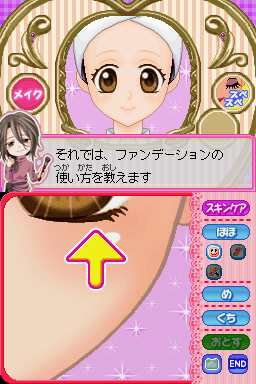 メイク
スベスベ
それでは、ファンデーションの
つか かた おし
使い方を教えます
スキンケア
ほほ
め
くち
おとす
END